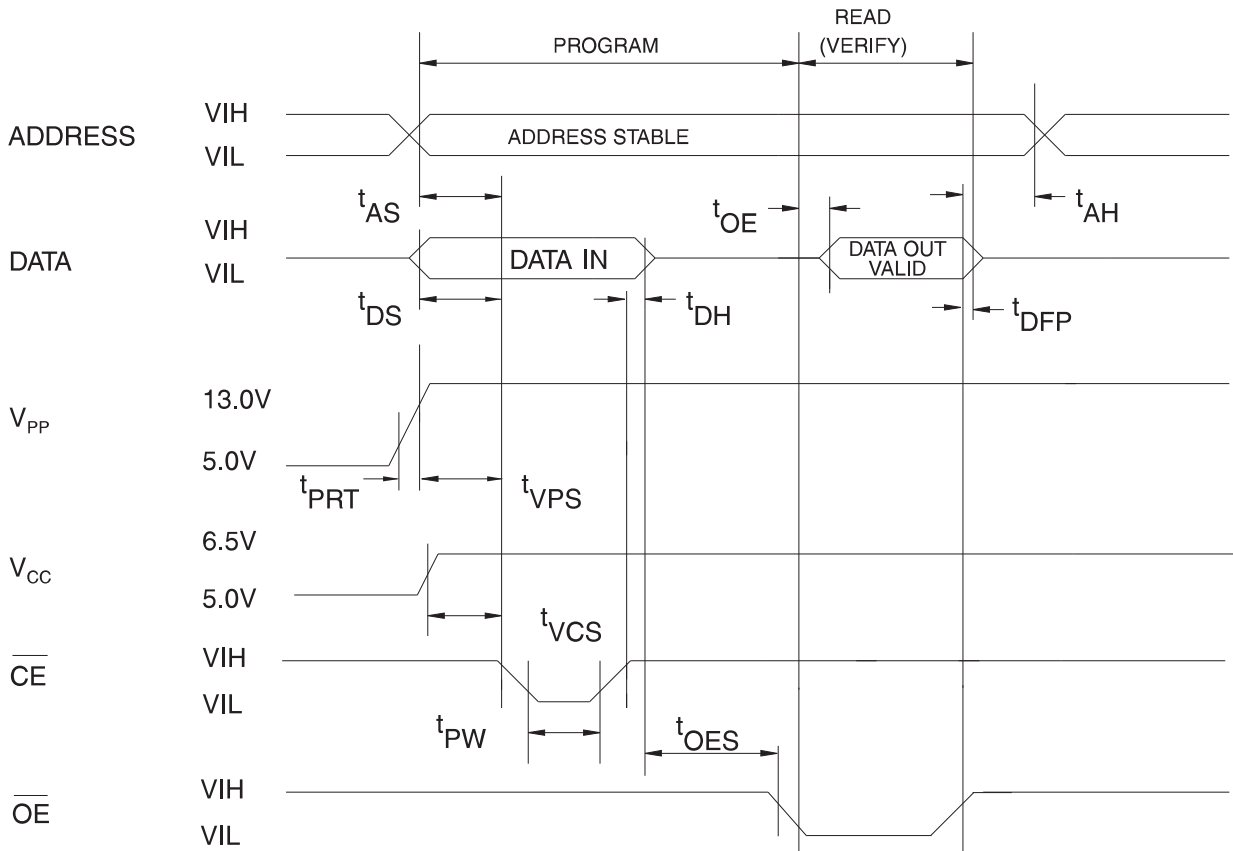 READ
PROGRAM (VERIFY)
ADDRESS VIH VIL ADDRESS STABLE
tAS tOE tAH
DATA VIH VIL DATA IN DATA OUT
VALID
tDS tDH tDFP
VPP 13.0V
5.0V
tPRT tVPS
VCC 6.5V
5.0V
tVCS
CE VIH
VIL
tPW tOES
OE VIH
VIL